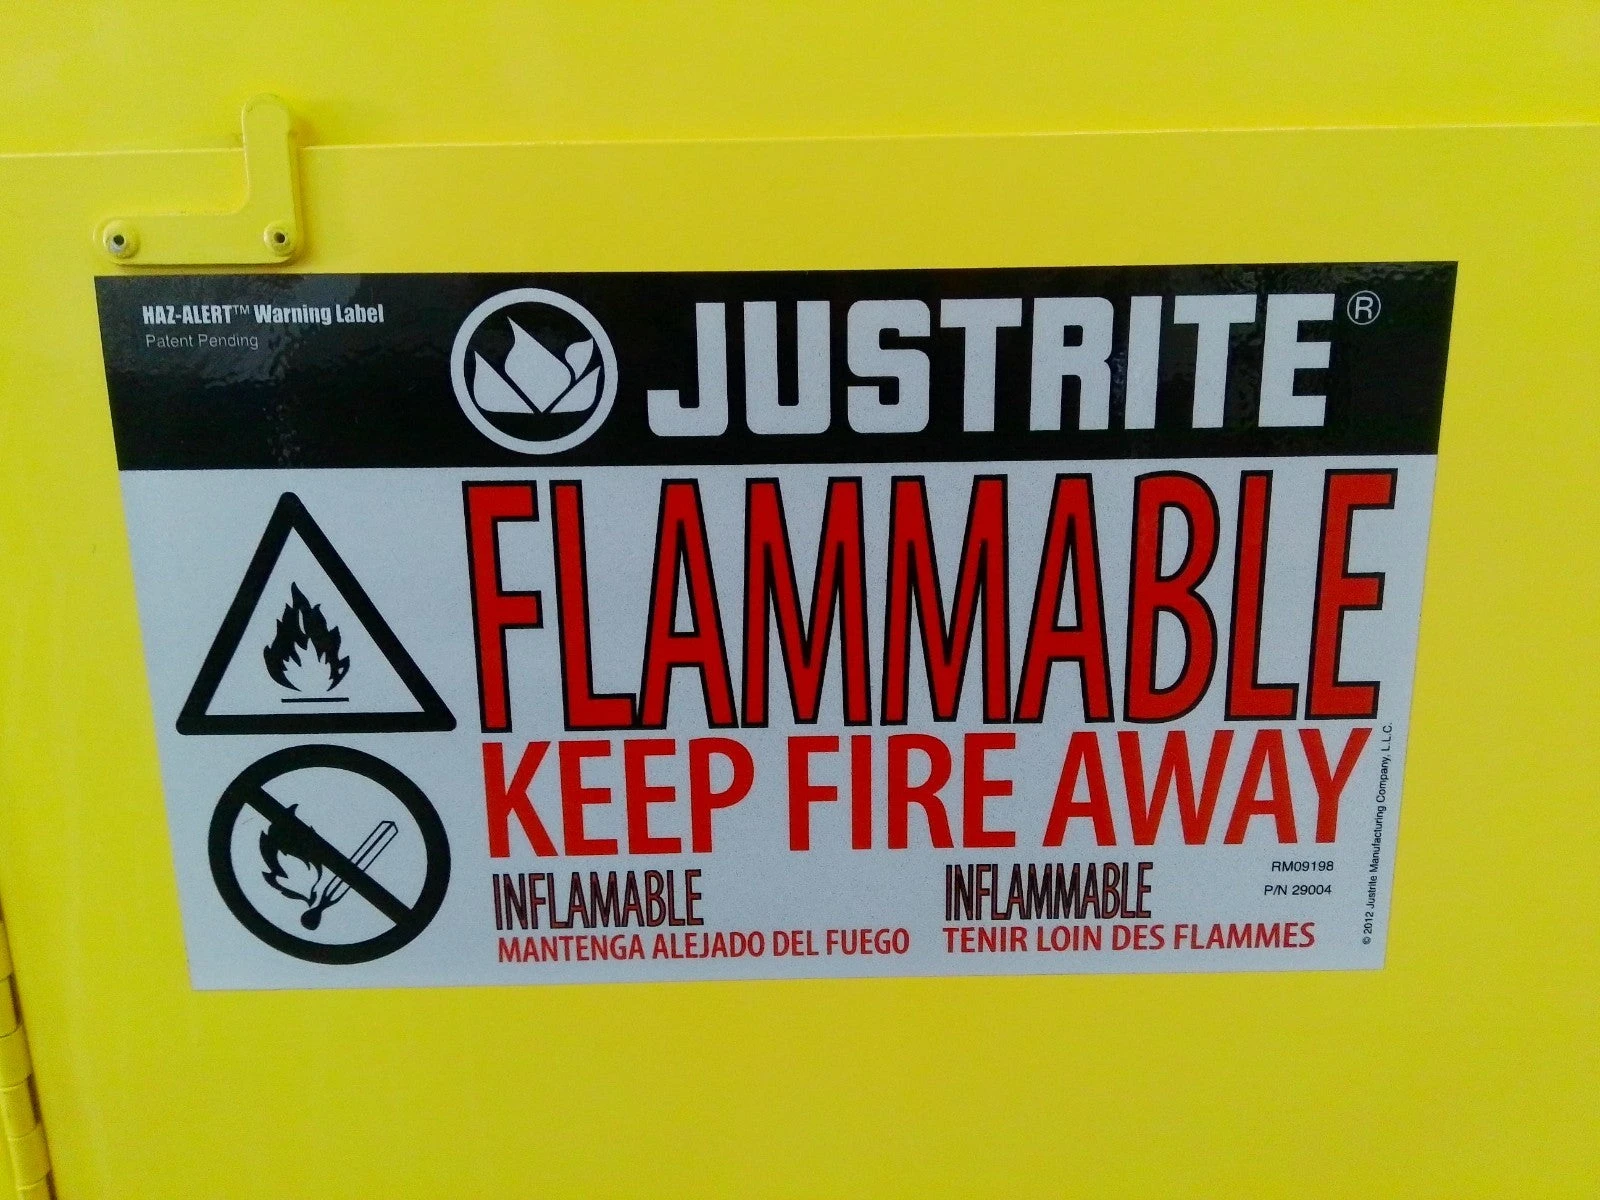 HAZ-ALERT™ Warning Label
Patent Pending
JUSTRITE®
FLAMMABLE
KEEP FIRE AWAY
INFLAMABLE
MANTENGA ALEJADO DEL FUEGO
INFLAMMABLE
TENIR LOIN DES FLAMMES
RM09198
P/N 29004
© 2012 Justrite Manufacturing Company, L.L.C.